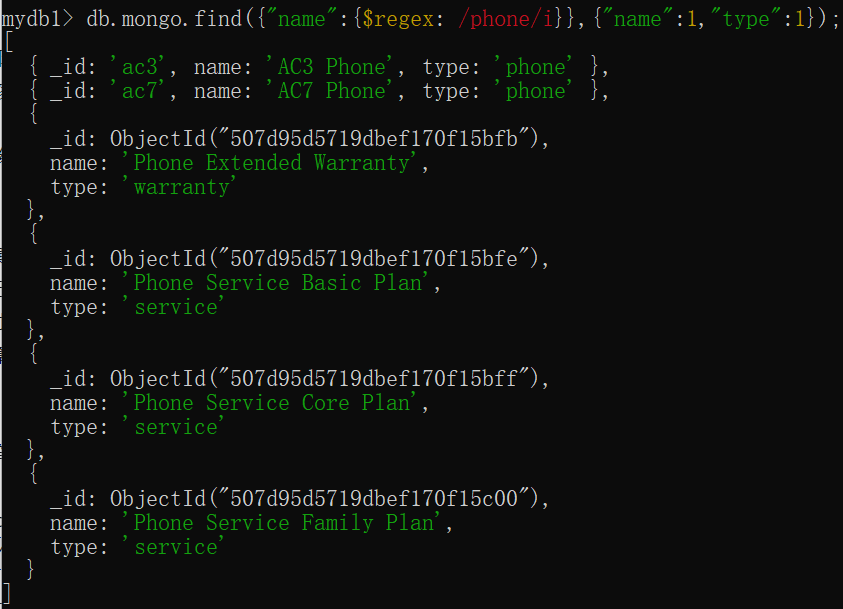 mydb1> db.mongo.find({"name":{$regex: /phone/i}},{"name":1,"type":1});
[
  { _id: 'ac3', name: 'AC3 Phone', type: 'phone' },
  { _id: 'ac7', name: 'AC7 Phone', type: 'phone' },
  {
    _id: ObjectId("507d95d5719dbef170f15bfb"),
    name: 'Phone Extended Warranty',
    type: 'warranty'
  },
  {
    _id: ObjectId("507d95d5719dbef170f15bfe"),
    name: 'Phone Service Basic Plan',
    type: 'service'
  },
  {
    _id: ObjectId("507d95d5719dbef170f15bff"),
    name: 'Phone Service Core Plan',
    type: 'service'
  },
  {
    _id: ObjectId("507d95d5719dbef170f15c00"),
    name: 'Phone Service Family Plan',
    type: 'service'
  }
]